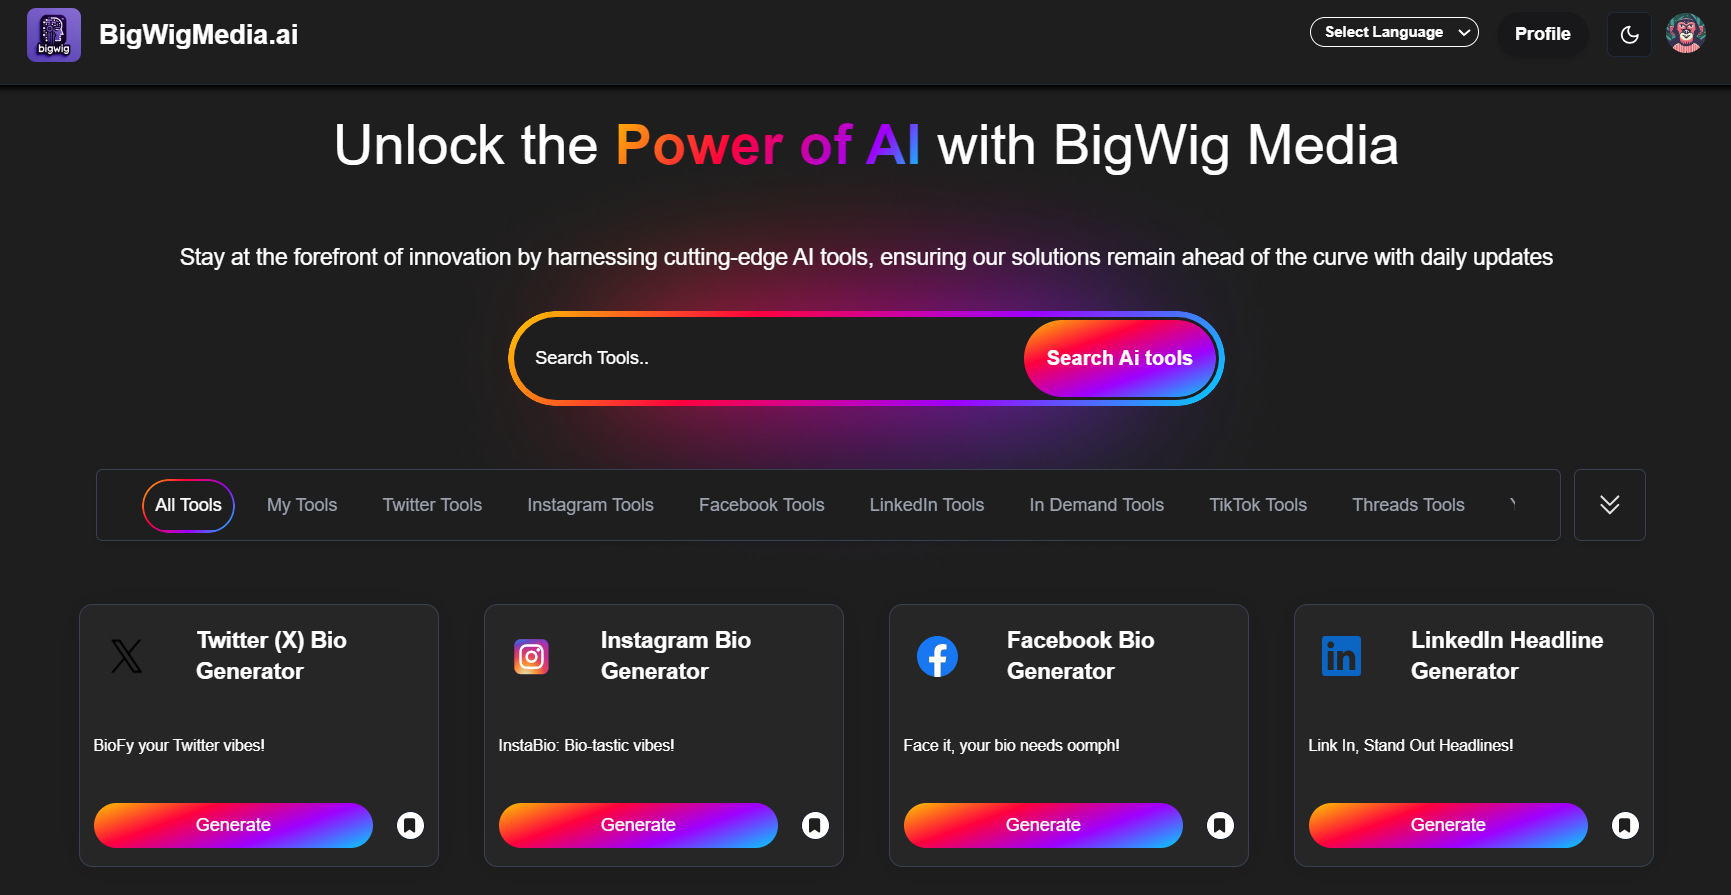 bigwig
BigWigMedia.ai
Select Language
Profile
Unlock the Power of AI with BigWig Media
Stay at the forefront of innovation by harnessing cutting-edge AI tools, ensuring our solutions remain ahead of the curve with daily updates
Search Tools..
Search Ai tools
All Tools
My Tools
Twitter Tools
Instagram Tools
Facebook Tools
LinkedIn Tools
In Demand Tools
TikTok Tools
Threads Tools
Twitter (X) Bio
Generator
BioFy your Twitter vibes!
Generate
Instagram Bio
Generator
InstaBio: Bio-tastic vibes!
Generate
Facebook Bio
Generator
Face it, your bio needs oomph!
Generate
in
LinkedIn Headline
Generator
Link In, Stand Out Headlines!
Generate